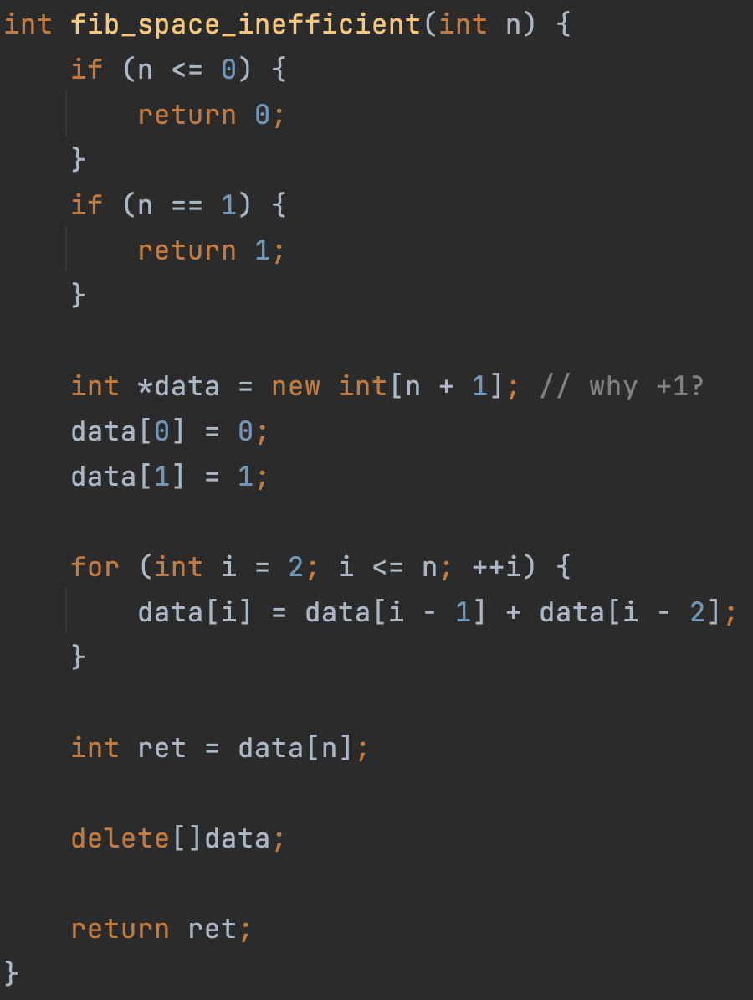 int fib_space_inefficient(int n) {
    if (n <= 0) {
        return 0;
    }
    if (n == 1) {
        return 1;
    }

    int *data = new int[n + 1]; // why +1?
    data[0] = 0;
    data[1] = 1;

    for (int i = 2; i <= n; ++i) {
        data[i] = data[i - 1] + data[i - 2];
    }

    int ret = data[n];

    delete[]data;

    return ret;
}